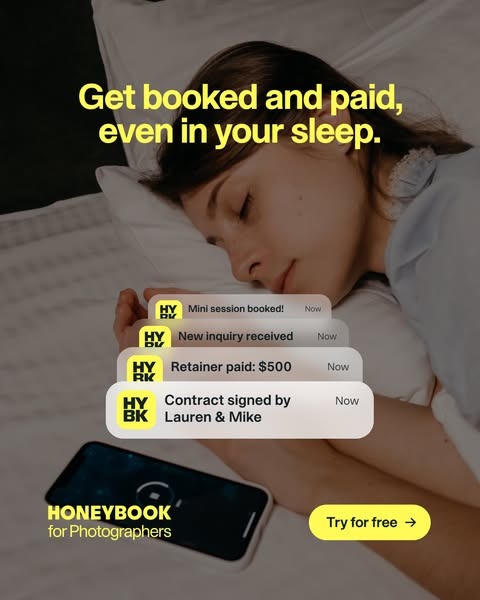 Get booked and paid,
even in your sleep.
HY
BK
Mini session booked!
Now
HY
BK
New inquiry received
Now
HY
BK
Retainer paid: $500
Now
HY
BK
Contract signed by
Lauren & Mike
Now
HONEYBOOK
for Photographers
Try for free →